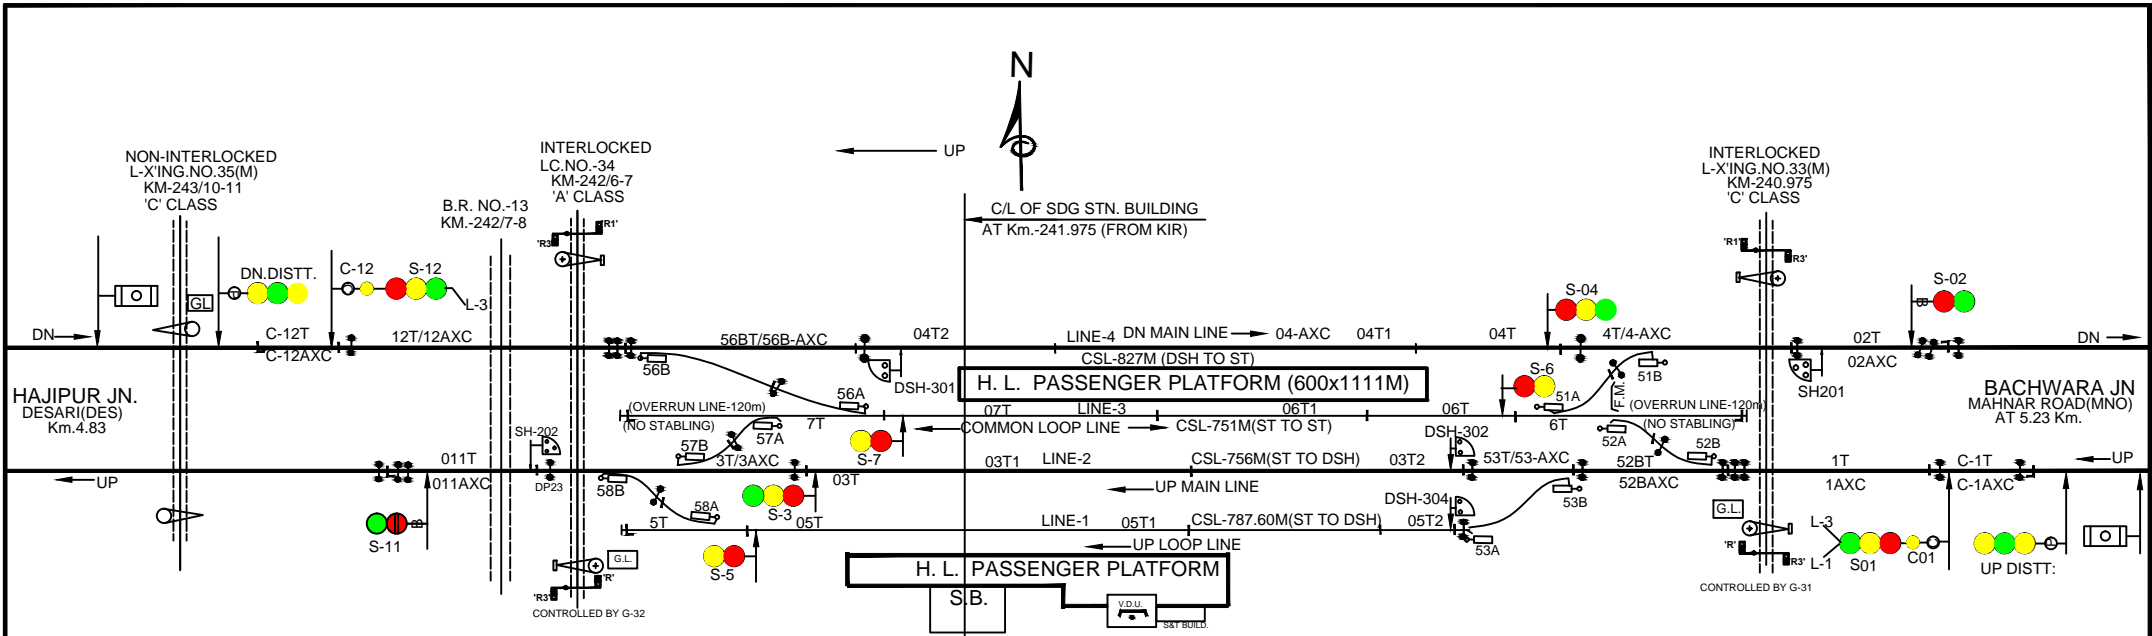 N
UP
NON-INTERLOCKED
L-X'ING.NO.35(M)
KM-243/10-11
'C' CLASS
INTERLOCKED
LC.NO.-34
KM-242/6-7
'A' CLASS
B.R. NO.-13
KM.-242/7-8
C/L OF SDG STN. BUILDING
AT Km.-241.975 (FROM KIR)
INTERLOCKED
L-X'ING.NO.33(M)
KM-240.975
'C' CLASS
'R1'
'R3'
'R1'
'R3'
DN.DISTT.
C-12
S-12
L-3
GL
P
S-04
S-02
B
DN
C-12T
C-12AXC
12T/12AXC
56BT/56B-AXC
04T2
LINE-4
DN MAIN LINE
04-AXC
04T1
04T
4T/4-AXC
02T
02AXC
DN
CSL-827M (DSH TO ST)
56B
DSH-301
H. L. PASSENGER PLATFORM (600x1111M)
S-6
51B
SH201
HAJIPUR JN.
DESARI(DES)
Km.4.83
BACHWARA JN
MAHNAR ROAD(MNO)
AT 5.23 Km.
56A
51A
F.M.
(OVERRUN LINE-120m)
(NO STABLING)
7T
07T
LINE-3
06T1
06T
6T
(OVERRUN LINE-120m)
(NO STABLING)
COMMON LOOP LINE
CSL-751M(ST TO ST)
SH-202
57B
57A
S-7
DSH-302
52A
52B
011T
011AXC
UP
DP23
3T/3AXC
03T
03T1
LINE-2
CSL-756M(ST TO DSH)
03T2
53T/53-AXC
52BT
52BAXC
1T
1AXC
C-1T
C-1AXC
UP
58B
58A
S-3
UP MAIN LINE
DSH-304
53B
5T
05T
LINE-1
05T1
CSL-787.60M(ST TO DSH)
05T2
53A
UP LOOP LINE
S-11
B
S-5
G.L.
'R'
'R3'
CONTROLLED BY G-32
H. L. PASSENGER PLATFORM
S.B.
V.D.U.
S&T BUILD.
G.L.
'R'
'R3'
CONTROLLED BY G-31
L-3
L-1
S01
C01
UP DISTT:
P